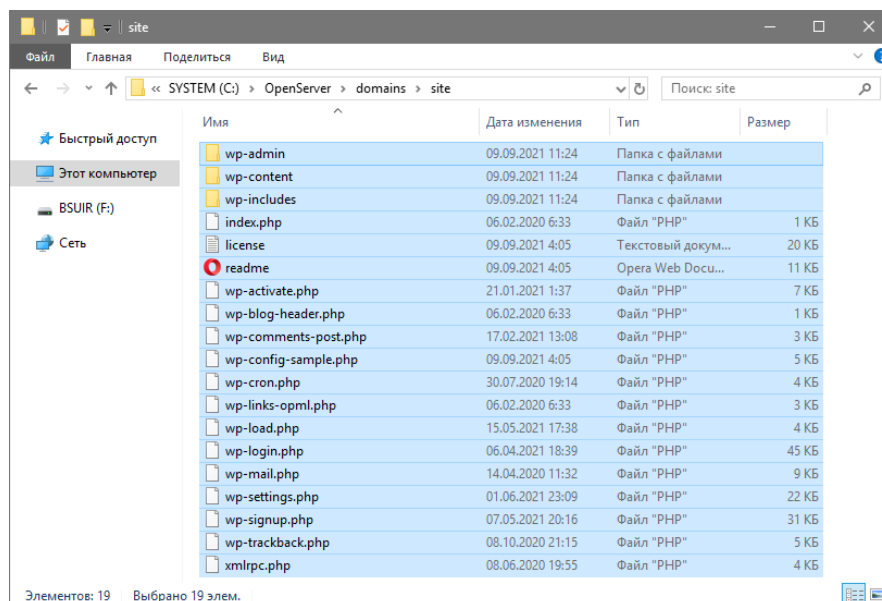 site
Файл Главная Поделиться Вид
« SYSTEM (C:) › OpenServer › domains › site Поиск: site
Имя Дата изменения Тип Размер
Быстрый доступ
Этот компьютер
BSUIR (F:)
Сеть
wp-admin 09.09.2021 11:24 Папка с файлами
wp-content 09.09.2021 11:24 Папка с файлами
wp-includes 09.09.2021 11:24 Папка с файлами
index.php 06.02.2020 6:33 Файл "PHP" 1 КБ
license 09.09.2021 4:05 Текстовый докум... 20 КБ
readme 09.09.2021 4:05 Opera Web Docu... 11 КБ
wp-activate.php 21.01.2021 1:37 Файл "PHP" 7 КБ
wp-blog-header.php 06.02.2020 6:33 Файл "PHP" 1 КБ
wp-comments-post.php 17.02.2021 13:08 Файл "PHP" 3 КБ
wp-config-sample.php 09.09.2021 4:05 Файл "PHP" 5 КБ
wp-cron.php 30.07.2020 19:14 Файл "PHP" 4 КБ
wp-links-opml.php 06.02.2020 6:33 Файл "PHP" 3 КБ
wp-load.php 15.05.2021 17:38 Файл "PHP" 4 КБ
wp-login.php 06.04.2021 18:39 Файл "PHP" 45 КБ
wp-mail.php 14.04.2020 11:32 Файл "PHP" 9 КБ
wp-settings.php 01.06.2021 23:09 Файл "PHP" 22 КБ
wp-signup.php 07.05.2021 20:16 Файл "PHP" 31 КБ
wp-trackback.php 08.10.2020 21:15 Файл "PHP" 5 КБ
xmlrpc.php 08.06.2020 19:55 Файл "PHP" 4 КБ
Элементов: 19 Выбрано 19 элем.